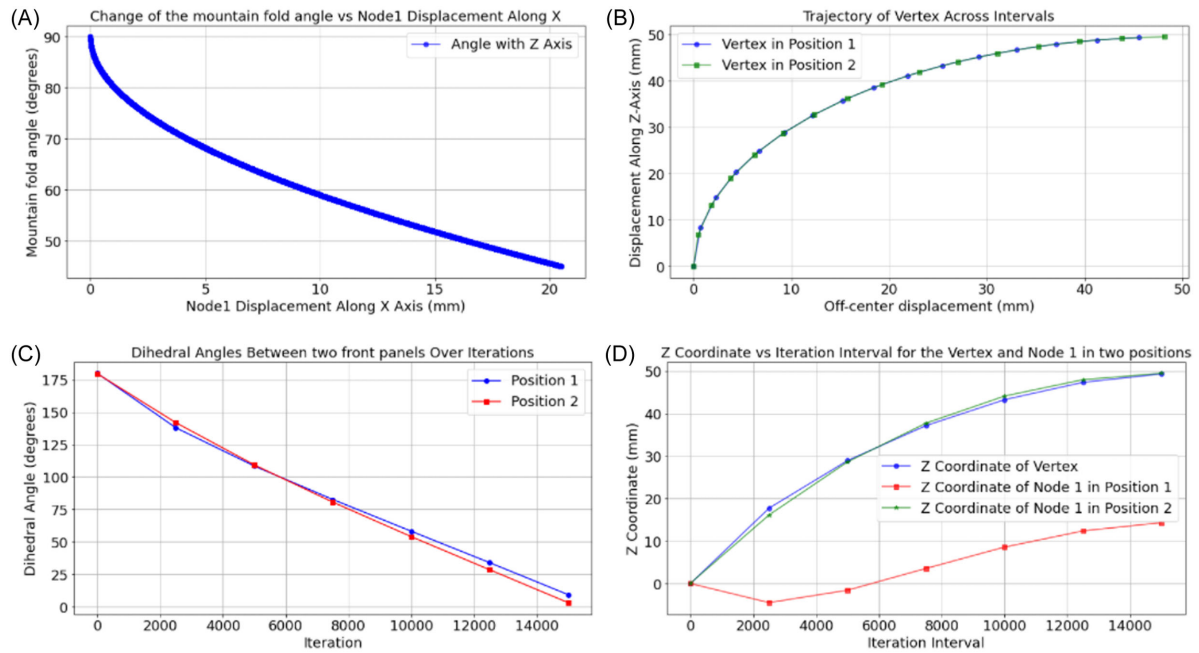 (A)
Change of the mountain fold angle vs Node1 Displacement Along X
Mountain fold angle (degrees)
90
80
70
60
50
Angle with Z Axis
0
5
10
15
20
Node1 Displacement Along X Axis (mm)
(B)
Trajectory of Vertex Across Intervals
Displacement Along Z-Axis (mm)
50
40
30
20
10
0
Vertex in Position 1
Vertex in Position 2
0
10
20
30
40
50
Off-center displacement (mm)
(C)
Dihedral Angles Between two front panels Over Iterations
Dihedral Angle (degrees)
175
150
125
100
75
50
25
0
Position 1
Position 2
0
2000
4000
6000
8000
10000
12000
14000
Iteration
(D)
Z Coordinate vs Iteration Interval for the Vertex and Node 1 in two positions
Z Coordinate (mm)
50
40
30
20
10
0
Z Coordinate of Vertex
Z Coordinate of Node 1 in Position 1
Z Coordinate of Node 1 in Position 2
0
2000
4000
6000
8000
10000
12000
14000
Iteration Interval